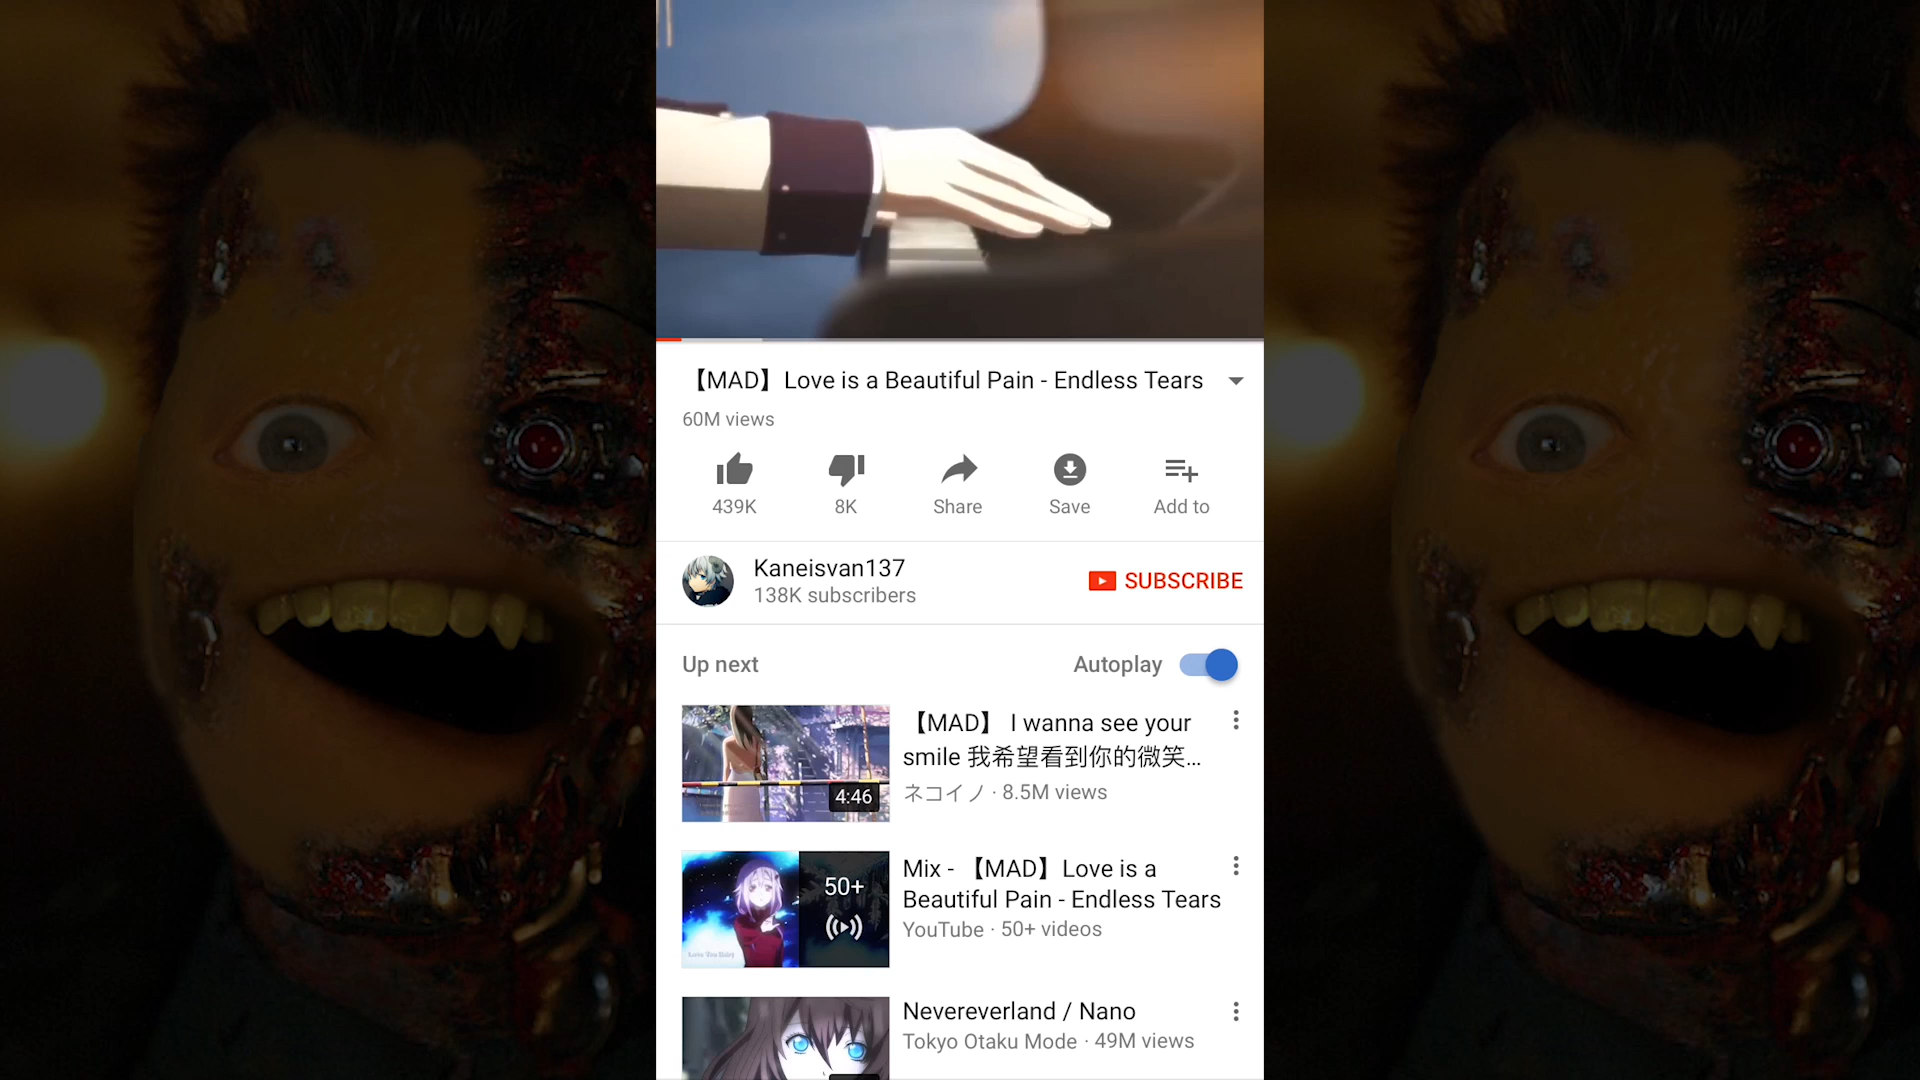 【MAD】Love is a Beautiful Pain - Endless Tears
60M views
439K
8K
Share
Save
Add to
Kaneisvan137
138K subscribers
SUBSCRIBE
Up next
Autoplay
【MAD】 I wanna see your
smile 我希望看到你的微笑...
ネコイノ · 8.5M views
4:46
Mix - 【MAD】Love is a
Beautiful Pain - Endless Tears
YouTube · 50+ videos
50+
Nevereverland / Nano
Tokyo Otaku Mode · 49M views